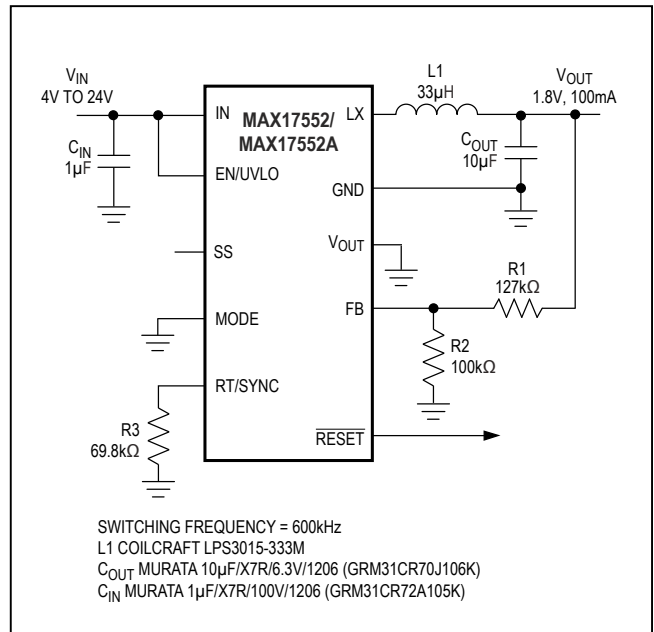 VIN
4V TO 24V
CIN
1µF
IN
EN/UVLO
SS
MODE
RT/SYNC
R3
69.8kΩ
MAX17552/
MAX17552A
LX
GND
VOUT
FB
RESET
L1
33µH
VOUT
1.8V, 100mA
COUT
10µF
R1
127kΩ
R2
100kΩ
SWITCHING FREQUENCY = 600kHz
L1 COILCRAFT LPS3015-333M
COUT MURATA 10µF/X7R/6.3V/1206 (GRM31CR70J106K)
CIN MURATA 1µF/X7R/100V/1206 (GRM31CR72A105K)